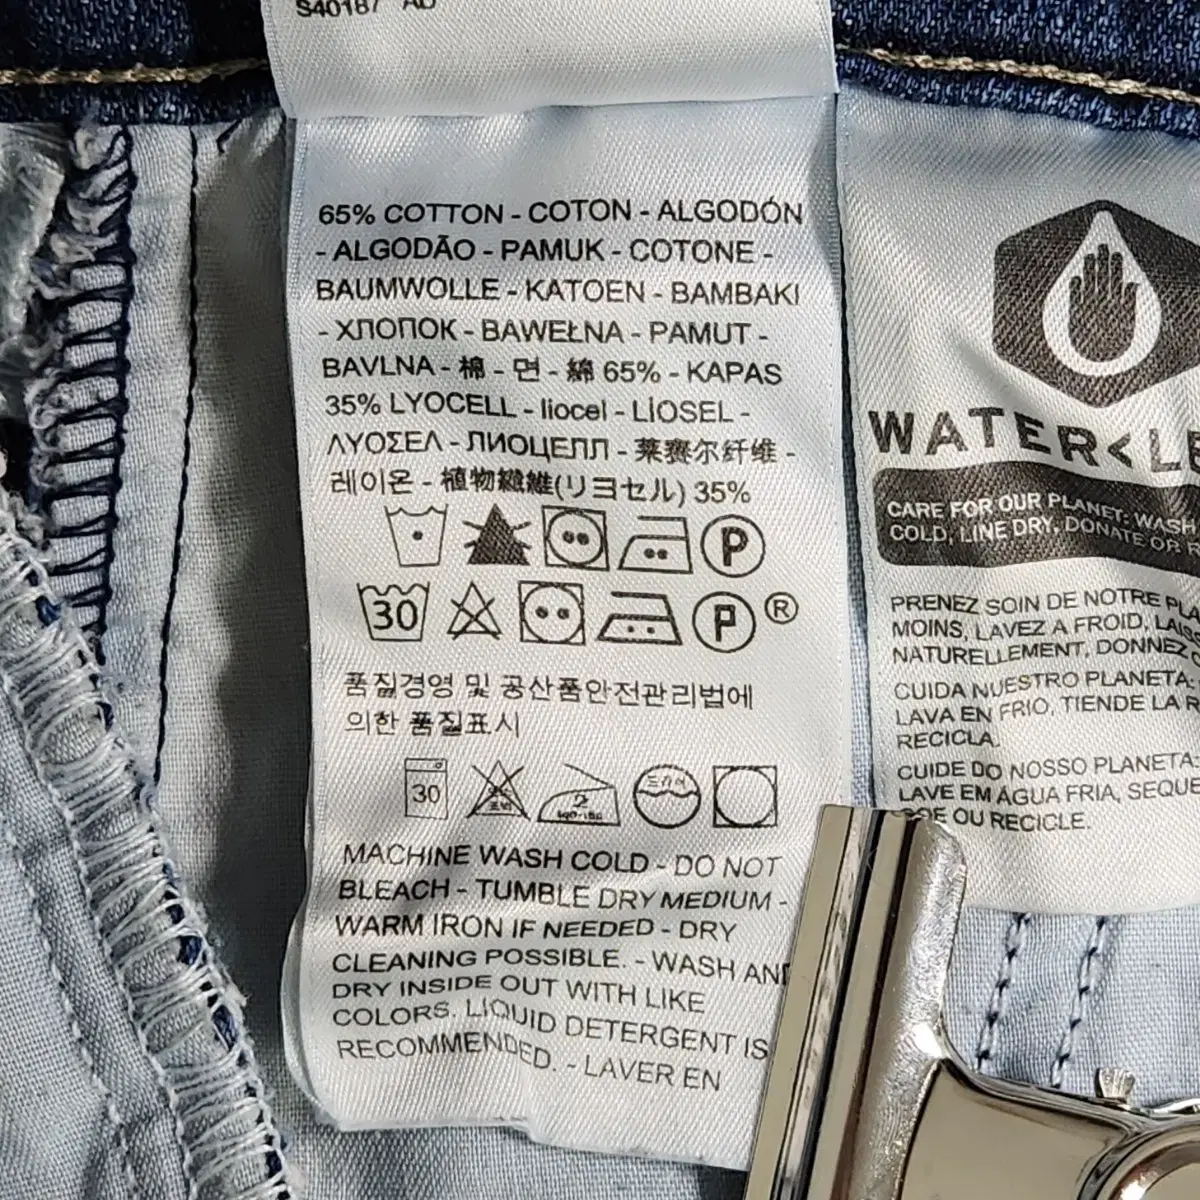 S40187 AD
65% COTTON - COTON - ALGODÓN
- ALGODÃO - PAMUK - COTONE -
BAUMWOLLE - KATOEN - BAMBAKI
- ХЛОПОК - BAWEŁNA - PAMUT -
BAVLNA - 棉 - 면 - 綿 65% - KAPAS
35% LYOCELL - liocel - LİOSEL -
ΛΥΟΣΕΛ - ЛИОЦЕЛЛ - 莱赛尔纤维 -
레이온 - 植物繊維(リヨセル) 35%
P
30 P ®
품질경영 및 공산품안전관리법에
의한 품질표시
30 2 드라이
MACHINE WASH COLD - DO NOT
BLEACH - TUMBLE DRY MEDIUM -
WARM IRON IF NEEDED - DRY
CLEANING POSSIBLE. - WASH AND
DRY INSIDE OUT WITH LIKE
COLORS. LIQUID DETERGENT IS
RECOMMENDED. - LAVER EN
WATER<LE
CARE FOR OUR PLANET: WASH
COLD, LINE DRY, DONATE OR
PRENEZ SOIN DE NOTRE PL
MOINS, LAVEZ A FROID, LAIS
NATURELLEMENT, DONNEZ
CUIDA NUESTRO PLANETA:
LAVA EN FRIO, TIENDE LA R
RECICLA.
CUIDE DO NOSSO PLANETA:
LAVE EM ÁGUA FRIA, SEQUE
OU RECICLE.